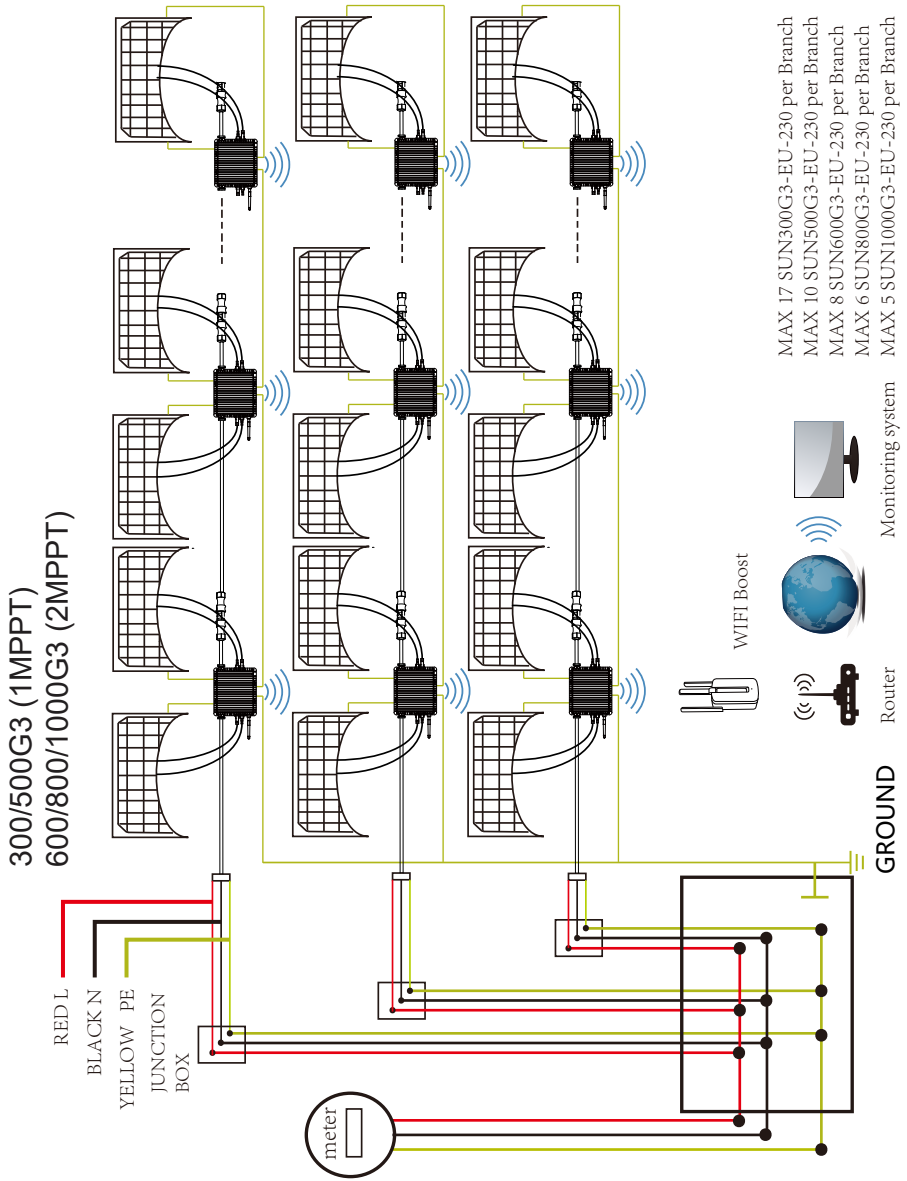 300/500G3 (1MPPT)
600/800/1000G3 (2MPPT)
RED L
BLACK N
YELLOW PE
JUNCTION
BOX
meter
GROUND
WIFI Boost
Router
Monitoring system
MAX 17 SUN300G3-EU-230 per Branch
MAX 10 SUN500G3-EU-230 per Branch
MAX 8 SUN600G3-EU-230 per Branch
MAX 6 SUN800G3-EU-230 per Branch
MAX 5 SUN1000G3-EU-230 per Branch